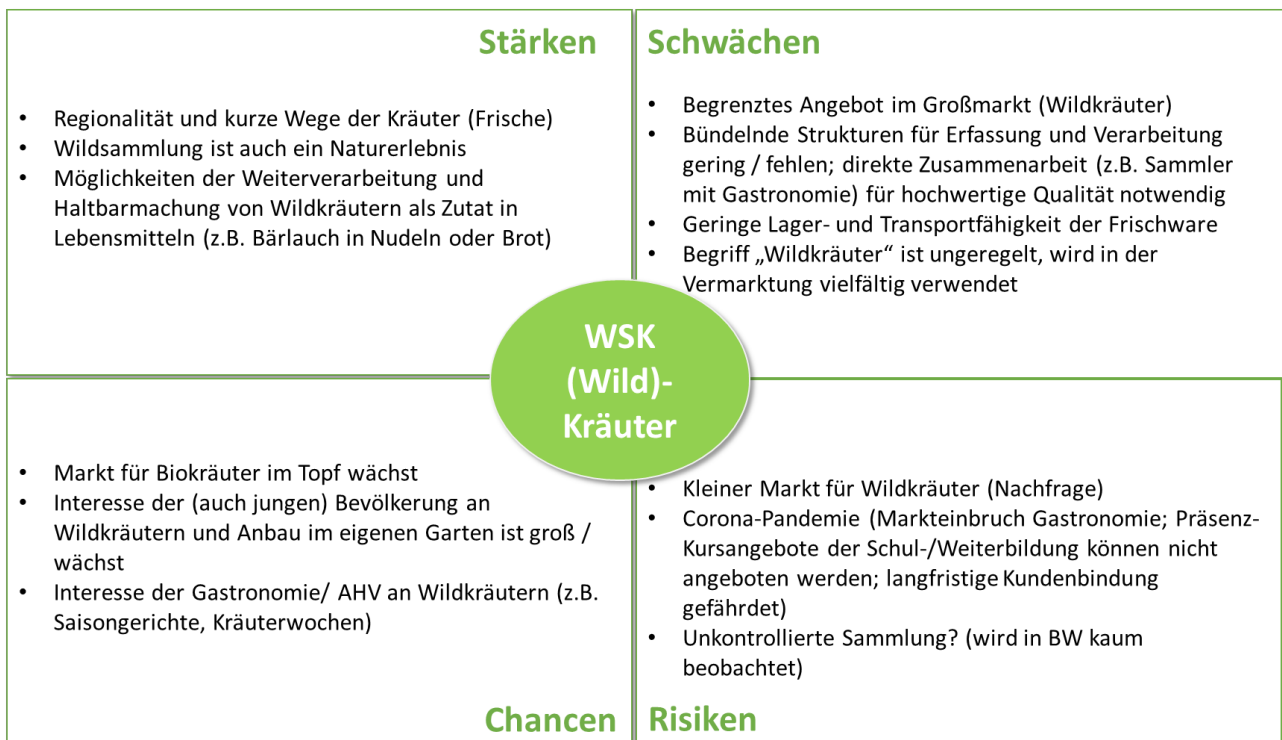 Stärken
• Regionalität und kurze Wege der Kräuter (Frische)
• Wildsammlung ist auch ein Naturerlebnis
• Möglichkeiten der Weiterverarbeitung und
Haltbarmachung von Wildkräutern als Zutat in
Lebensmitteln (z.B. Bärlauch in Nudeln oder Brot)
Schwächen
• Begrenztes Angebot im Großmarkt (Wildkräuter)
• Bündelnde Strukturen für Erfassung und Verarbeitung
gering / fehlen; direkte Zusammenarbeit (z.B. Sammler
mit Gastronomie) für hochwertige Qualität notwendig
• Geringe Lager- und Transportfähigkeit der Frischware
• Begriff „Wildkräuter“ ist ungeregelt, wird in der
Vermarktung vielfältig verwendet
WSK
(Wild)-
Kräuter
• Markt für Biokräuter im Topf wächst
• Interesse der (auch jungen) Bevölkerung an
Wildkräutern und Anbau im eigenen Garten ist groß /
wächst
• Interesse der Gastronomie/ AHV an Wildkräutern (z.B.
Saisongerichte, Kräuterwochen)
Chancen
• Kleiner Markt für Wildkräuter (Nachfrage)
• Corona-Pandemie (Markteinbruch Gastronomie; Präsenz-
Kursangebote der Schul-/Weiterbildung können nicht
angeboten werden; langfristige Kundenbindung
gefährdet)
• Unkontrollierte Sammlung? (wird in BW kaum
beobachtet)
Risiken